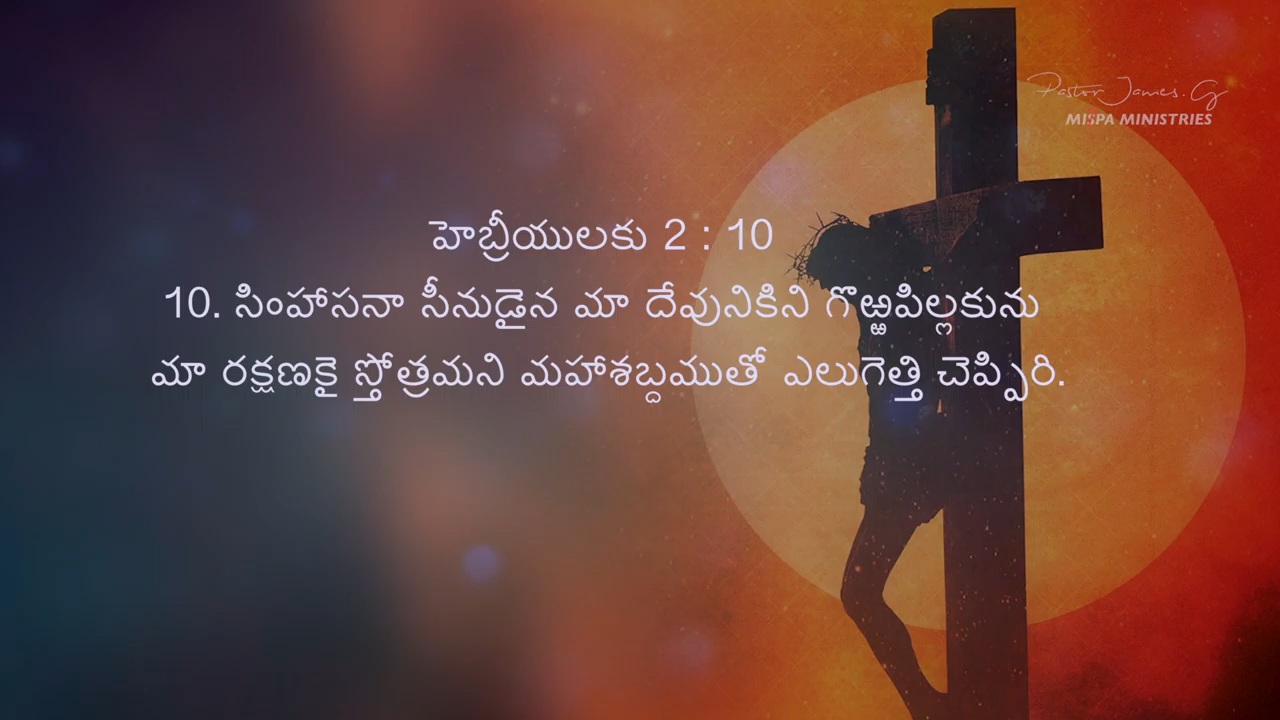 Pastor James. G
MISPA MINISTRIES
హెబ్రీయులకు 2 : 10
10. సింహాసనా సీనుడైన మా దేవునికిని గొఱ్ఱపిల్లకును
మా రక్షణకై స్తోత్రమని మహాశబ్దముతో ఎలుగెత్తి చెప్పిరి.